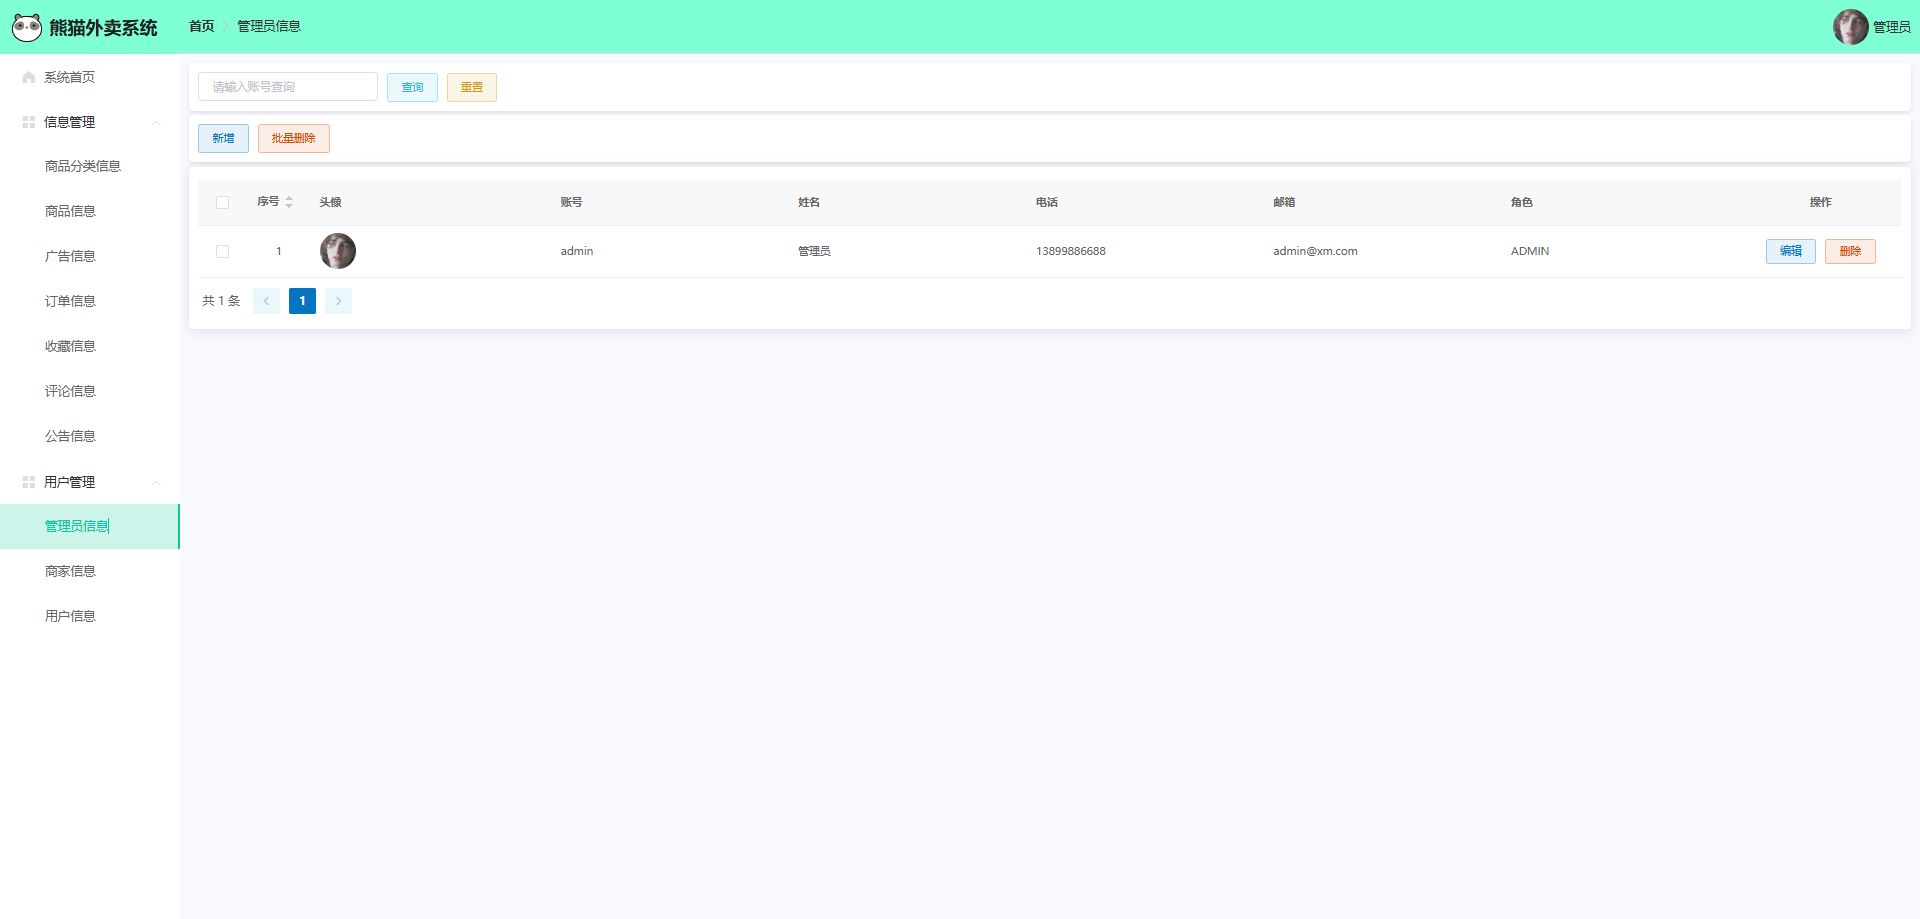 熊猫外卖系统
首页 管理员信息
管理员
系统首页
信息管理
商品分类信息
商品信息
广告信息
订单信息
收藏信息
评论信息
公告信息
用户管理
管理员信息
商家信息
用户信息
请输入账号查询 查询 重置
新增 批量删除
序号 头像 账号 姓名 电话 邮箱 角色 操作
1 admin 管理员 13899886688 admin@xm.com ADMIN 编辑 删除
共 1 条 1